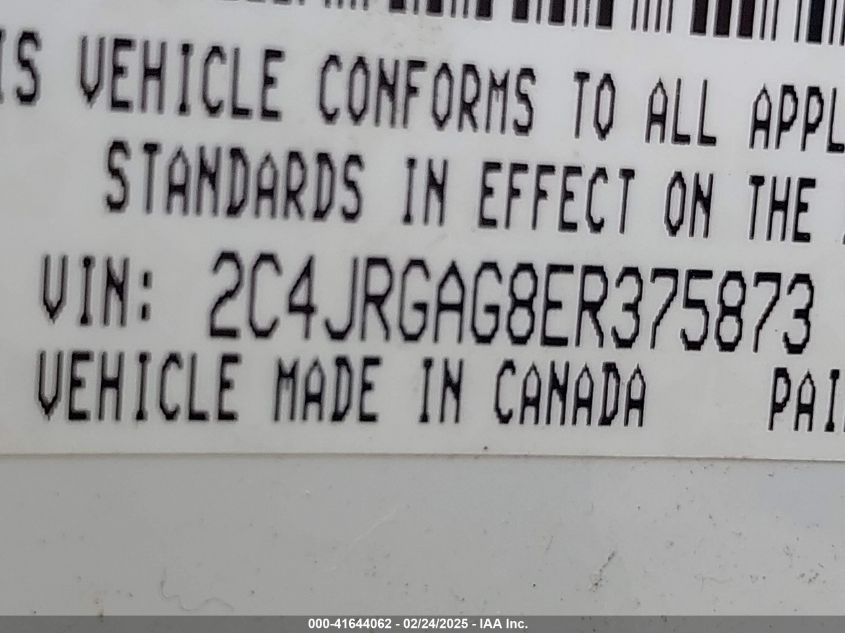 IS VEHICLE CONFORMS TO ALL APPL
STANDARDS IN EFFECT ON THE
VIN: 2C4JRGAG8ER375873
VEHICLE MADE IN CANADA PAI
000-41644062 / 02/24/2025 - IAA Inc.